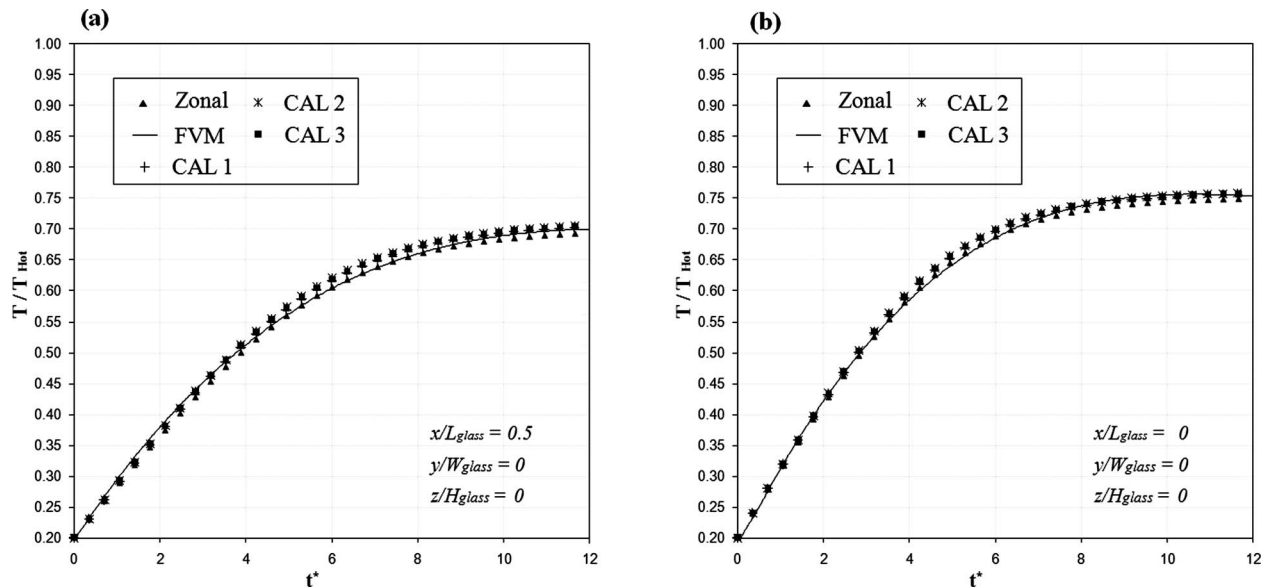 (a)
1.00
0.95
0.90
0.85
0.80
0.75
0.70
0.65
0.60
0.55
0.50
0.45
0.40
0.35
0.30
0.25
0.20
T / T Hot
Zonal
CAL 2
FVM
CAL 3
CAL 1
x/Lglass = 0.5
y/Wglass = 0
z/Hglass = 0
0 2 4 6 8 10 12
t*
(b)
1.00
0.95
0.90
0.85
0.80
0.75
0.70
0.65
0.60
0.55
0.50
0.45
0.40
0.35
0.30
0.25
0.20
T / T Hot
Zonal
CAL 2
FVM
CAL 3
CAL 1
x/Lglass = 0
y/Wglass = 0
z/Hglass = 0
0 2 4 6 8 10 12
t*